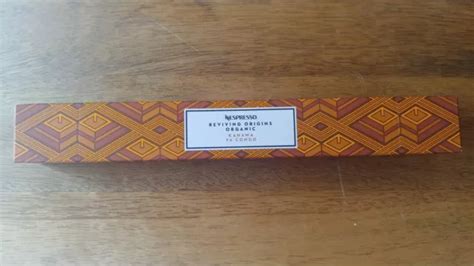 NESPRESSO.
REVIVING ORIGINS
ORGANIC
KAHAWA
YA CONGO